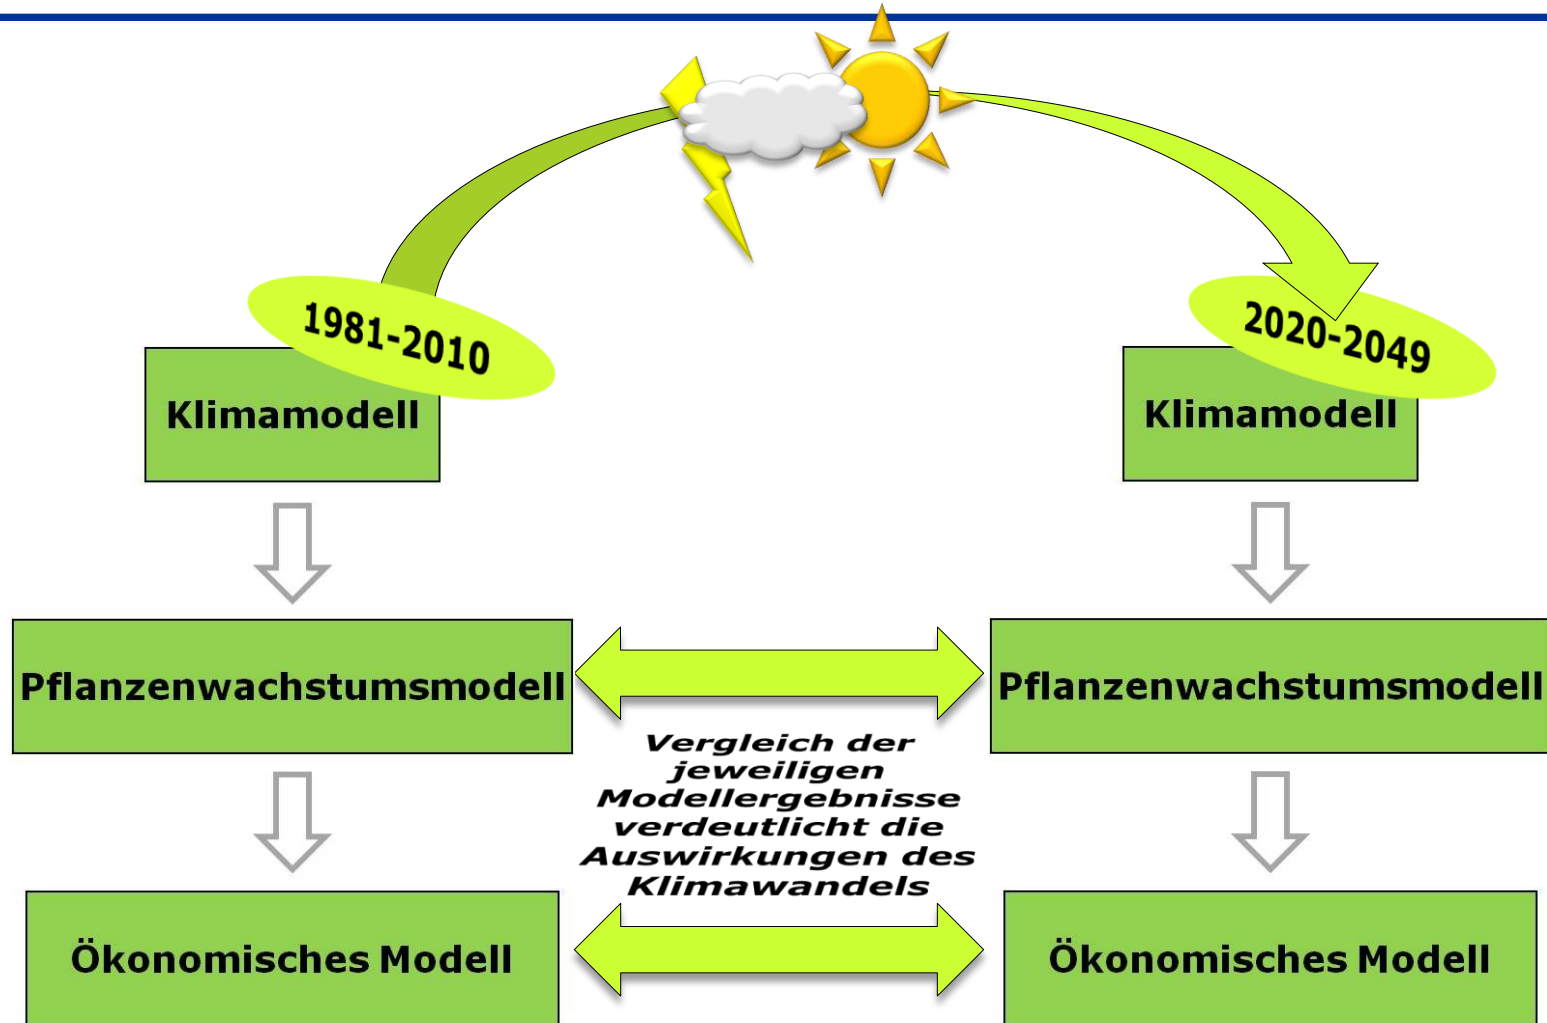 1981-2010
2020-2049
Klimamodell
Klimamodell
Pflanzenwachstumsmodell
Pflanzenwachstumsmodell
Vergleich der
jeweiligen
Modellergebnisse
verdeutlicht die
Auswirkungen des
Klimawandels
Ökonomisches Modell
Ökonomisches Modell